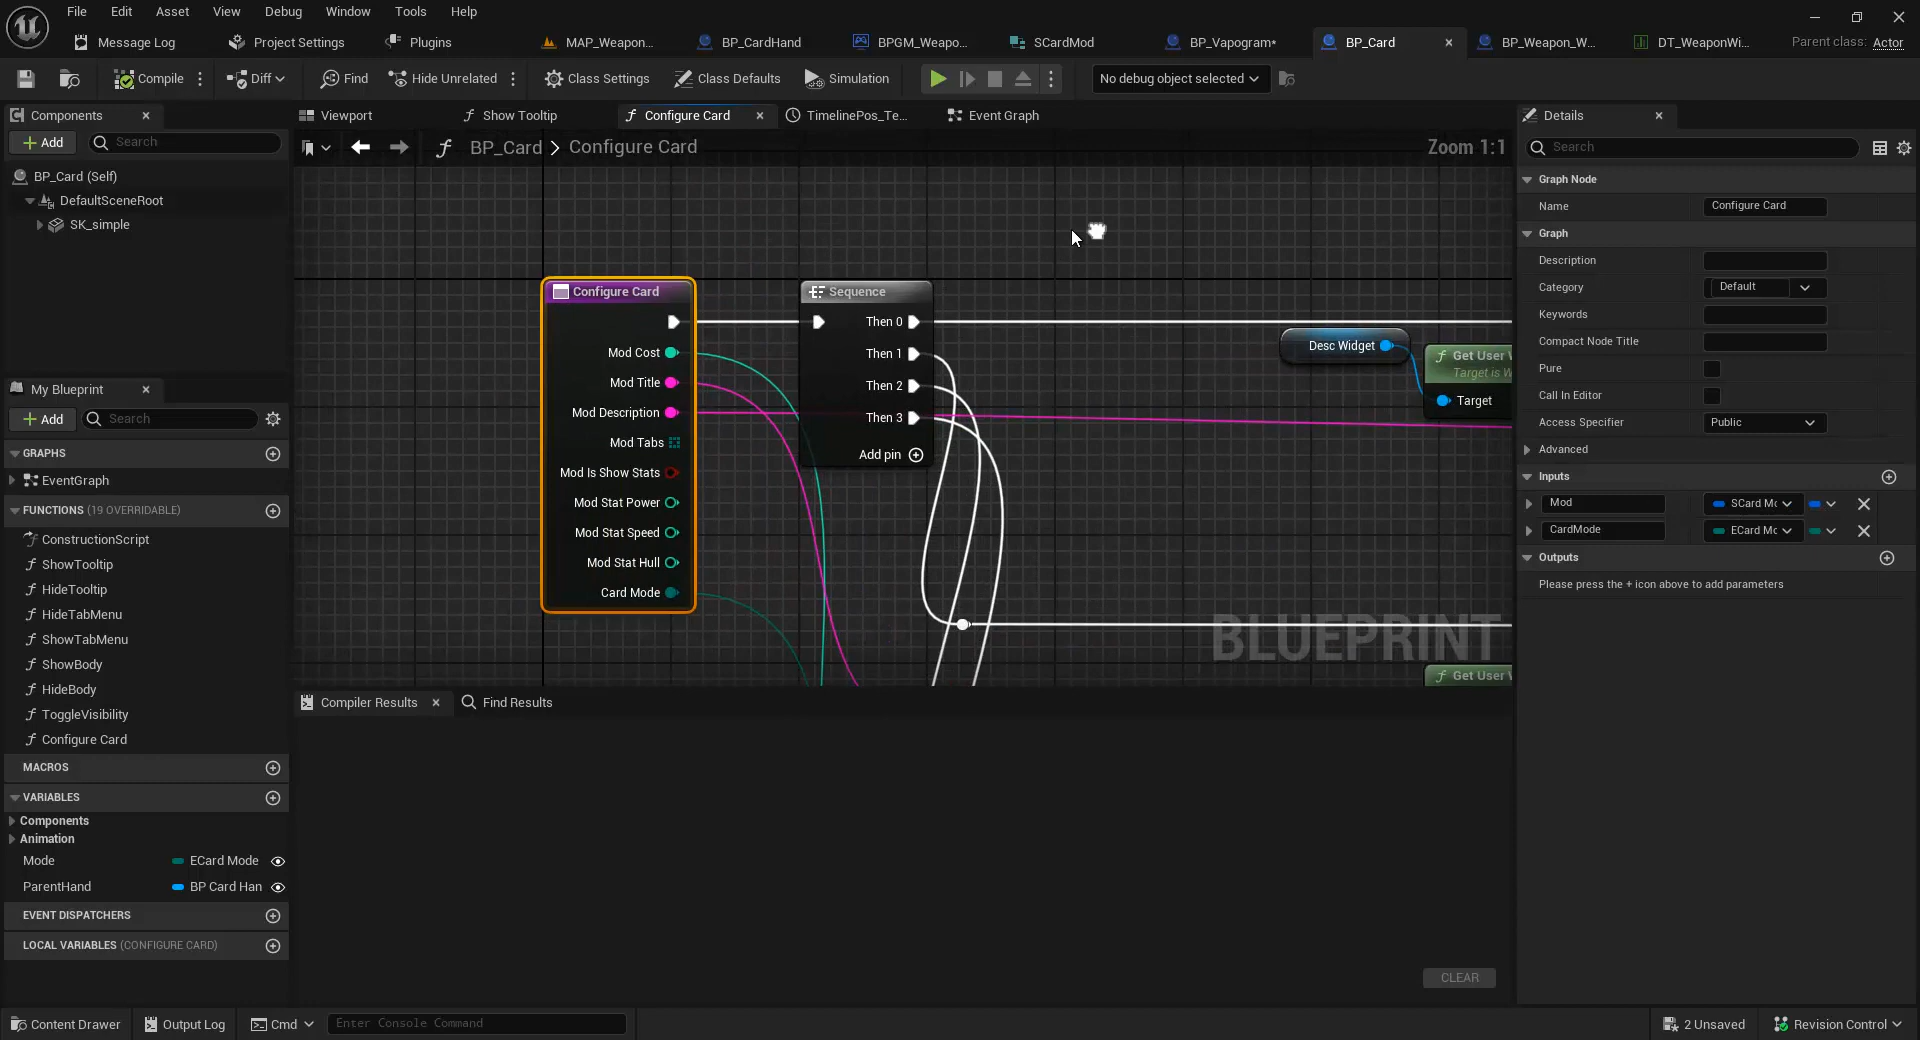 File Edit Asset View Debug Window Tools Help
Message Log Project Settings Plugins MAP_Weapon... BP_CardHand BPGM_Weapo... SCardMod BP_Vapogram* BP_Card BP_Weapon_W... DT_WeaponWi... Parent class: Actor
Compile Diff Find Hide Unrelated Class Settings Class Defaults Simulation No debug object selected
Components
Add Search
BP_Card (Self)
DefaultSceneRoot
SK_simple
My Blueprint
Add Search
GRAPHS
EventGraph
FUNCTIONS (19 OVERRIDABLE)
ConstructionScript
ShowTooltip
HideTooltip
HideTabMenu
ShowTabMenu
ShowBody
HideBody
ToggleVisibility
Configure Card
MACROS
VARIABLES
Components
Animation
Mode ECard Mode
ParentHand BP Card Han
EVENT DISPATCHERS
LOCAL VARIABLES (CONFIGURE CARD)
Viewport Show Tooltip Configure Card TimelinePos_Te... Event Graph
BP_Card > Configure Card Zoom 1:1
Configure Card
Mod Cost
Mod Title
Mod Description
Mod Tabs
Mod Is Show Stats
Mod Stat Power
Mod Stat Speed
Mod Stat Hull
Card Mode
Sequence
Then 0
Then 1
Then 2
Then 3
Add pin
Desc Widget
Get User W
Target is W
Target
BLUEPRINT
Get User W
Compiler Results Find Results
CLEAR
Details
Search
Graph Node
Name Configure Card
Graph
Description
Category Default
Keywords
Compact Node Title
Pure
Call In Editor
Access Specifier Public
Advanced
Inputs
Mod SCard Mc
CardMode ECard Mc
Outputs
Please press the + icon above to add parameters
Content Drawer Output Log Cmd Enter Console Command 2 Unsaved Revision Control